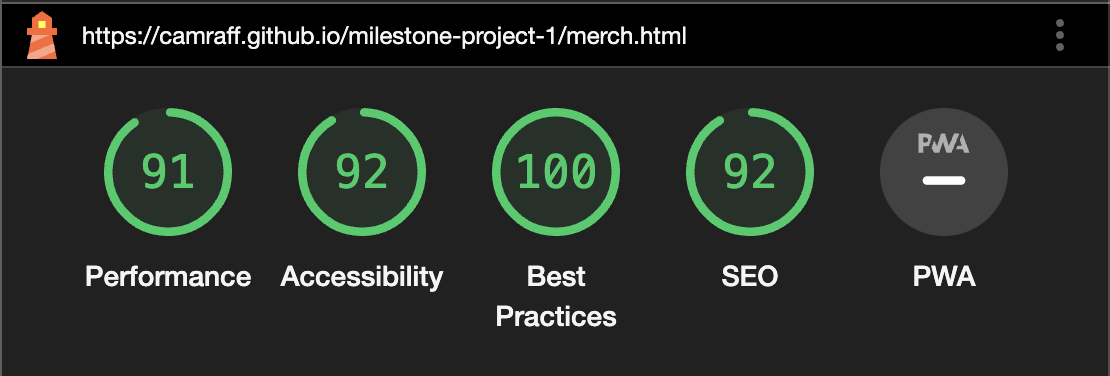 https://camraff.github.io/milestone-project-1/merch.html
91 92 100 92 PWA
Performance Accessibility Best SEO PWA
Practices